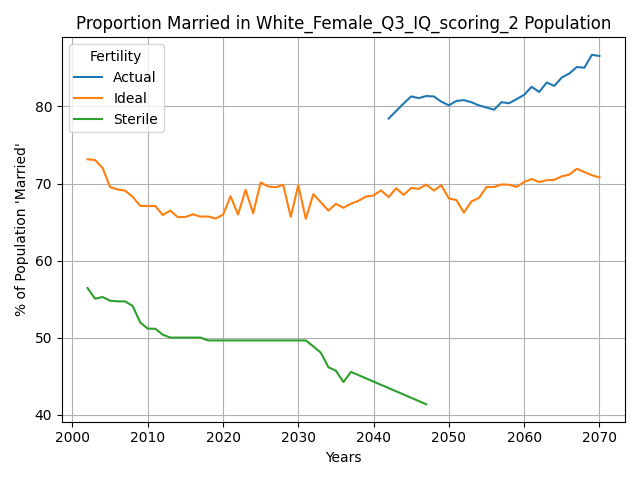 Proportion Married in White_Female_Q3_IQ_scoring_2 Population
Fertility
Actual
Ideal
Sterile
% of Population 'Married'
80
70
60
50
40
2000 2010 2020 2030 2040 2050 2060 2070
Years